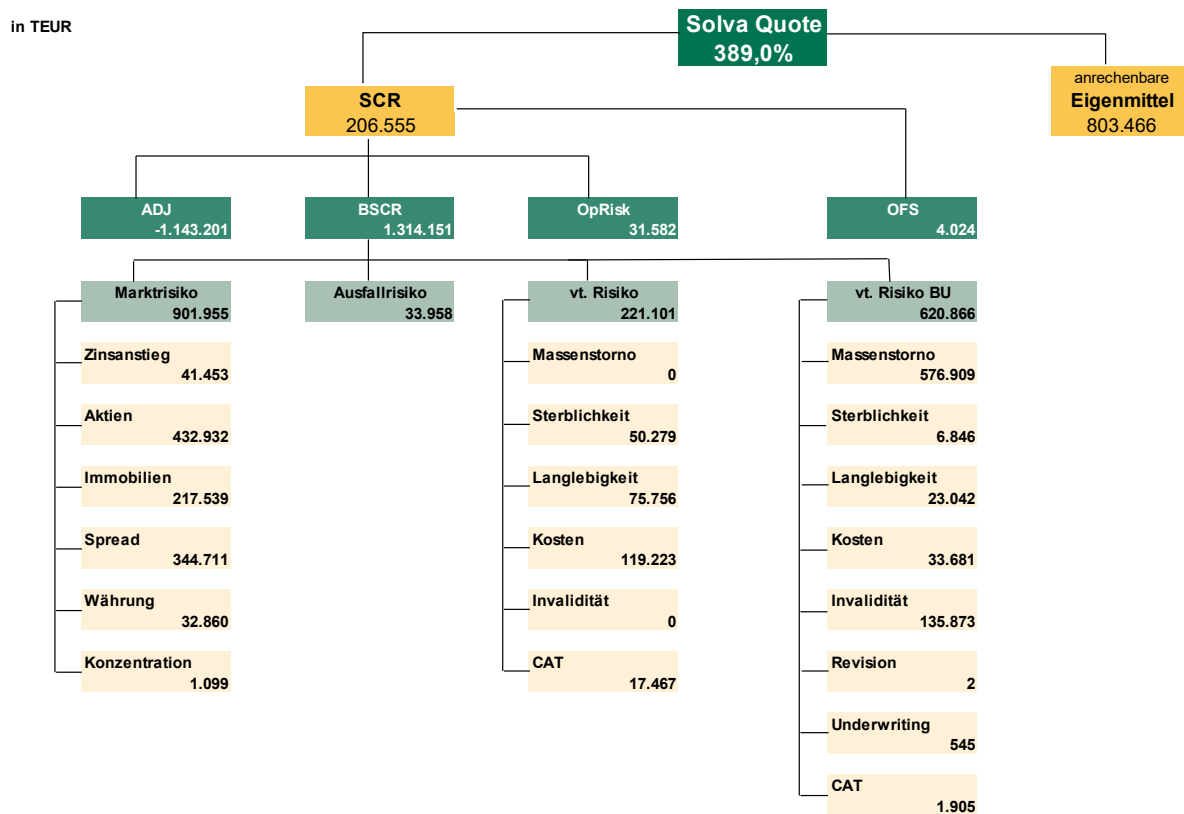 in TEUR
Solva Quote
389,0%
anrechenbare
Eigenmittel
803.466
SCR
206.555
ADJ
-1.143.201
BSCR
1.314.151
OpRisk
31.582
OFS
4.024
Marktrisiko
901.955
Ausfallrisiko
33.958
vt. Risiko
221.101
vt. Risiko BU
620.866
Zinsanstieg
41.453
Aktien
432.932
Immobilien
217.539
Spread
344.711
Währung
32.860
Konzentration
1.099
Massenstorno
0
Sterblichkeit
50.279
Langlebigkeit
75.756
Kosten
119.223
Invalidität
0
CAT
17.467
Massenstorno
576.909
Sterblichkeit
6.846
Langlebigkeit
23.042
Kosten
33.681
Invalidität
135.873
Revision
2
Underwriting
545
CAT
1.905